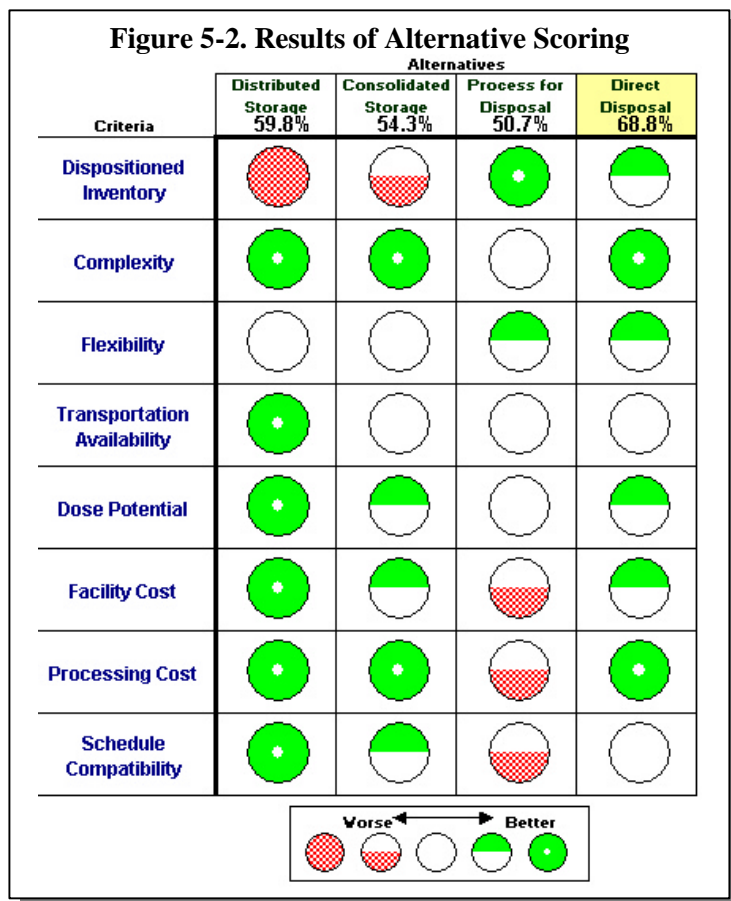 Figure 5-2. Results of Alternative Scoring
Alternatives
Criteria
Distributed
Storage
59.8%
Consolidated
Storage
54.3%
Process for
Disposal
50.7%
Direct
Disposal
68.8%
Dispositioned
Inventory
Complexity
Flexibility
Transportation
Availability
Dose Potential
Facility Cost
Processing Cost
Schedule
Compatibility
Worse
Better